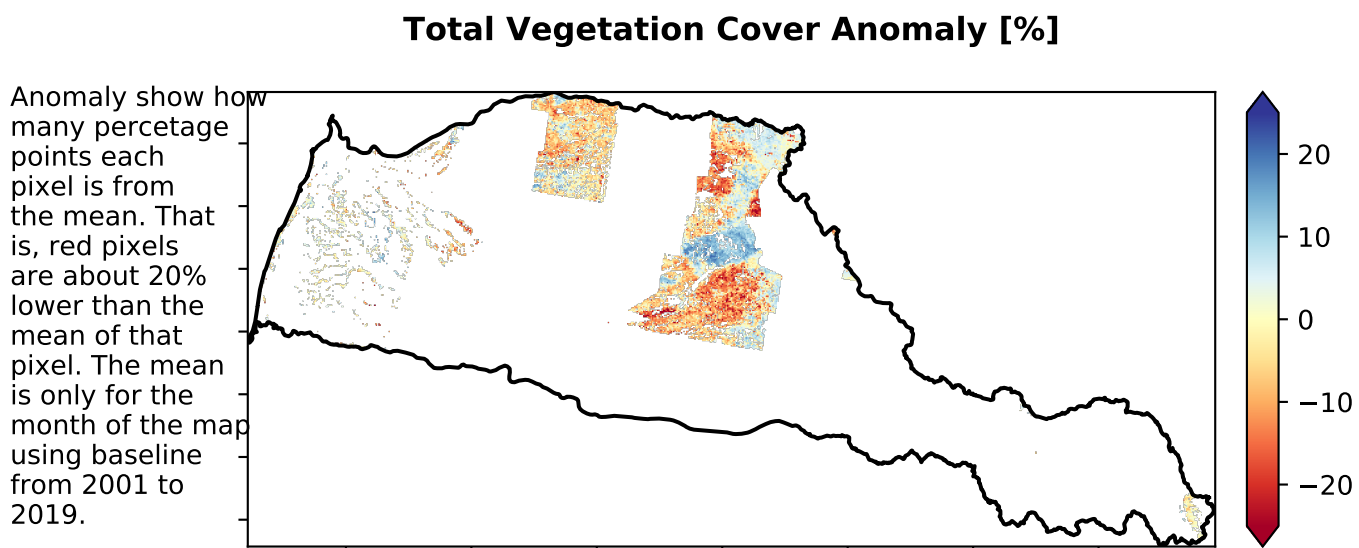 Total Vegetation Cover Anomaly [%]
Anomaly show how
many percetage
points each
pixel is from
the mean. That
is, red pixels
are about 20%
lower than the
mean of that
pixel. The mean
is only for the
month of the map
using baseline
from 2001 to
2019.
20
10
0
−10
−20